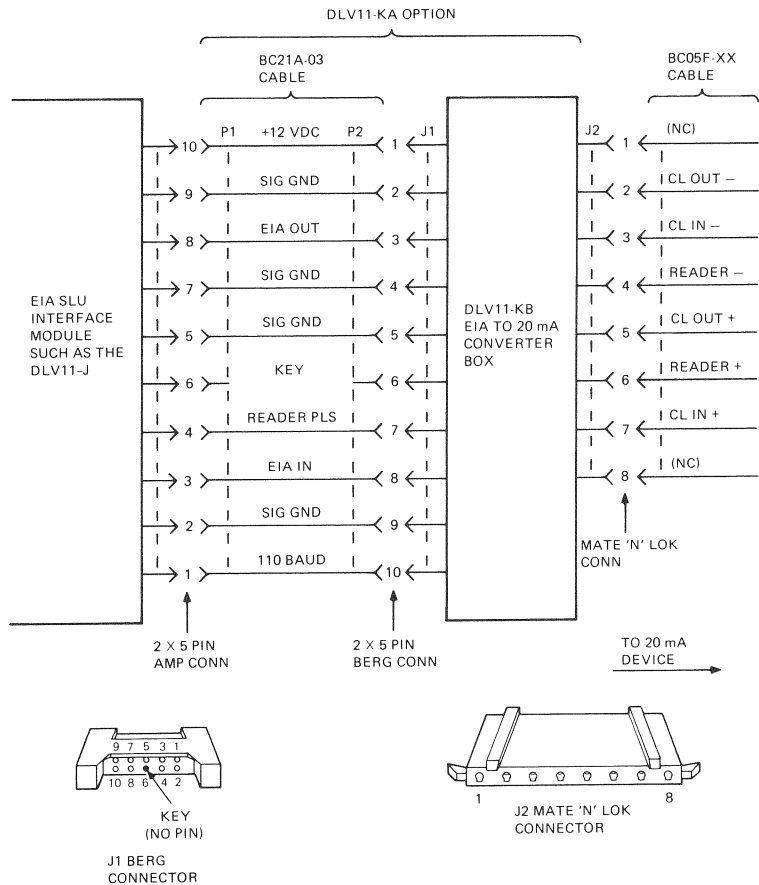 DLV11-KA OPTION
BC21A-03
CABLE
BC05F-XX
CABLE
P1
+12 VDC
P2
J1
J2
10
1
1
(NC)
9
SIG GND
2
2
CL OUT –
8
EIA OUT
3
3
CL IN –
7
SIG GND
4
4
READER –
EIA SLU
INTERFACE
MODULE
SUCH AS THE
DLV11-J
5
SIG GND
5
DLV11-KB
EIA TO 20 mA
CONVERTER
BOX
5
CL OUT +
6
KEY
6
6
READER +
4
READER PLS
7
7
CL IN +
3
EIA IN
8
8
(NC)
2
SIG GND
9
1
110 BAUD
10
MATE 'N' LOK
CONN
2 X 5 PIN
AMP CONN
2 X 5 PIN
BERG CONN
TO 20 mA
DEVICE
9 7 5 3 1
10 8 6 4 2
KEY
(NO PIN)
J1 BERG
CONNECTOR
1
8
J2 MATE 'N' LOK
CONNECTOR